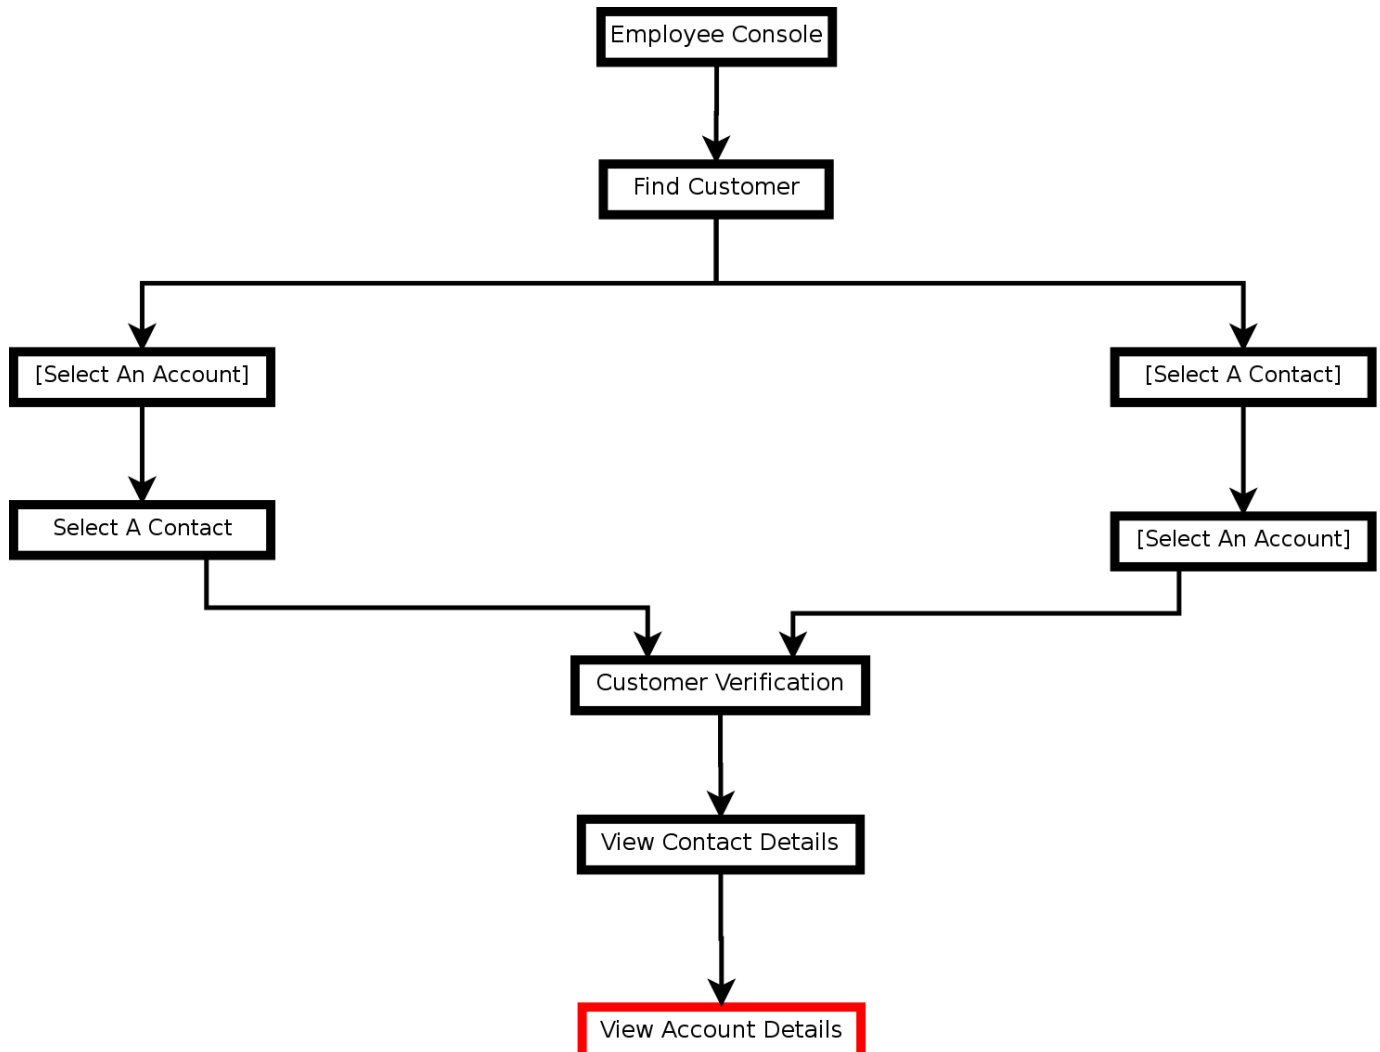 Employee Console
Find Customer
[Select An Account]
[Select A Contact]
Select A Contact
[Select An Account]
Customer Verification
View Contact Details
View Account Details